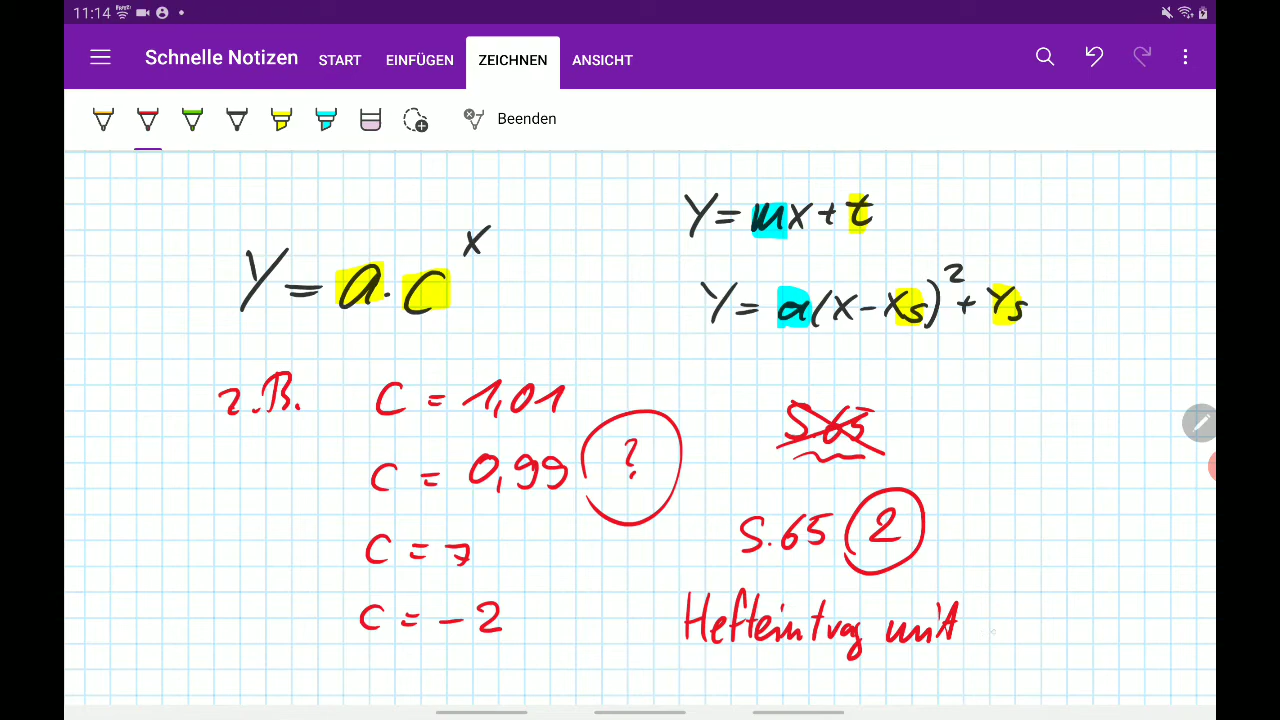 11:14
Schnelle Notizen START EINFÜGEN ZEICHNEN ANSICHT
Beenden
Y = a · c^x
z.B. C = 1,01
C = 0,99 ?
C = 7
C = -2
Y = mx + t
Y = a(x - xs)² + Ys
S.65
S.65 2
Hefteintrag mit